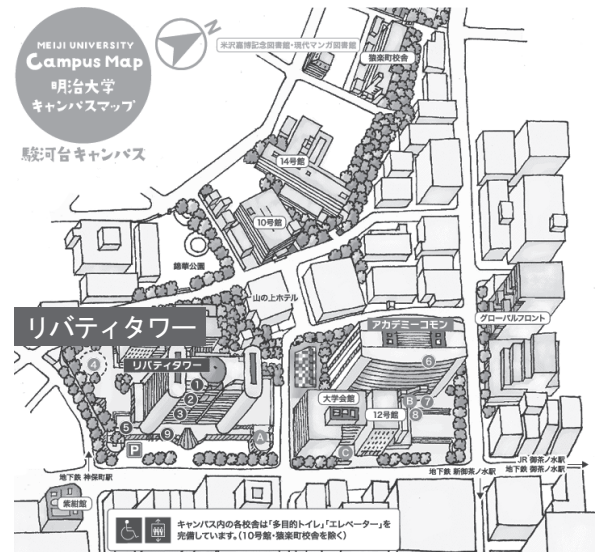 MEIJI UNIVERSITY
Campus Map
明治大学
キャンパスマップ
駿河台キャンパス
米沢嘉博記念図書館・現代マンガ図書館
猿楽町校舎
14号館
10号館
錦華公園
山の上ホテル
グローバルフロント
リバティタワー
アカデミーコモン
リバティタワー
4
6
1
2
3
大学会館
12号館
B
7
8
5
9
A
C
P
地下鉄 神保町駅
JR 御茶ノ水駅
地下鉄 新御茶ノ水駅
地下鉄 御茶ノ水駅
紫紺館
キャンパス内の各校舎は「多目的トイレ」「エレベーター」を
完備しています。(10号館・猿楽町校舎を除く)